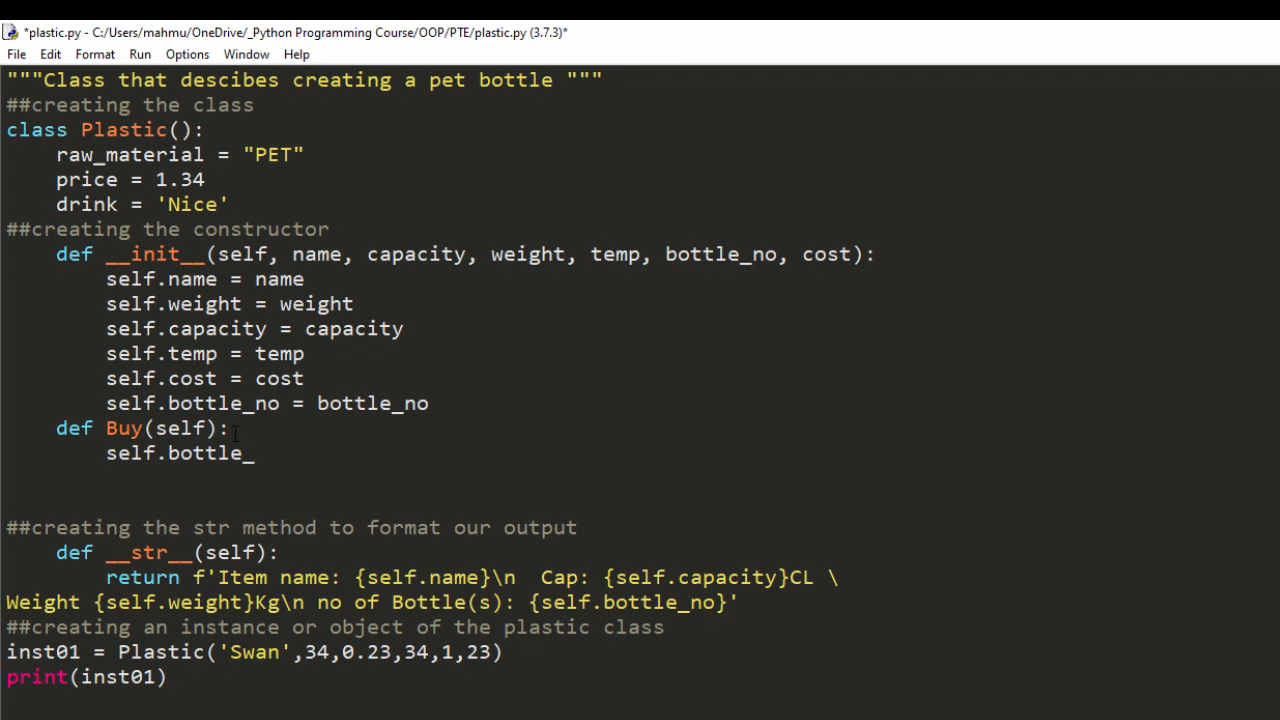 *plastic.py - C:/Users/mahmu/OneDrive/_Python Programming Course/OOP/PTE/plastic.py (3.7.3)*
File Edit Format Run Options Window Help
"""Class that descibes creating a pet bottle """
##creating the class
class Plastic():
    raw_material = "PET"
    price = 1.34
    drink = 'Nice'
##creating the constructor
    def __init__(self, name, capacity, weight, temp, bottle_no, cost):
        self.name = name
        self.weight = weight
        self.capacity = capacity
        self.temp = temp
        self.cost = cost
        self.bottle_no = bottle_no
    def Buy(self):
        self.bottle_
##creating the str method to format our output
    def __str__(self):
        return f'Item name: {self.name}\n  Cap: {self.capacity}CL \
Weight {self.weight}Kg\n no of Bottle(s): {self.bottle_no}'
##creating an instance or object of the plastic class
inst01 = Plastic('Swan',34,0.23,34,1,23)
print(inst01)